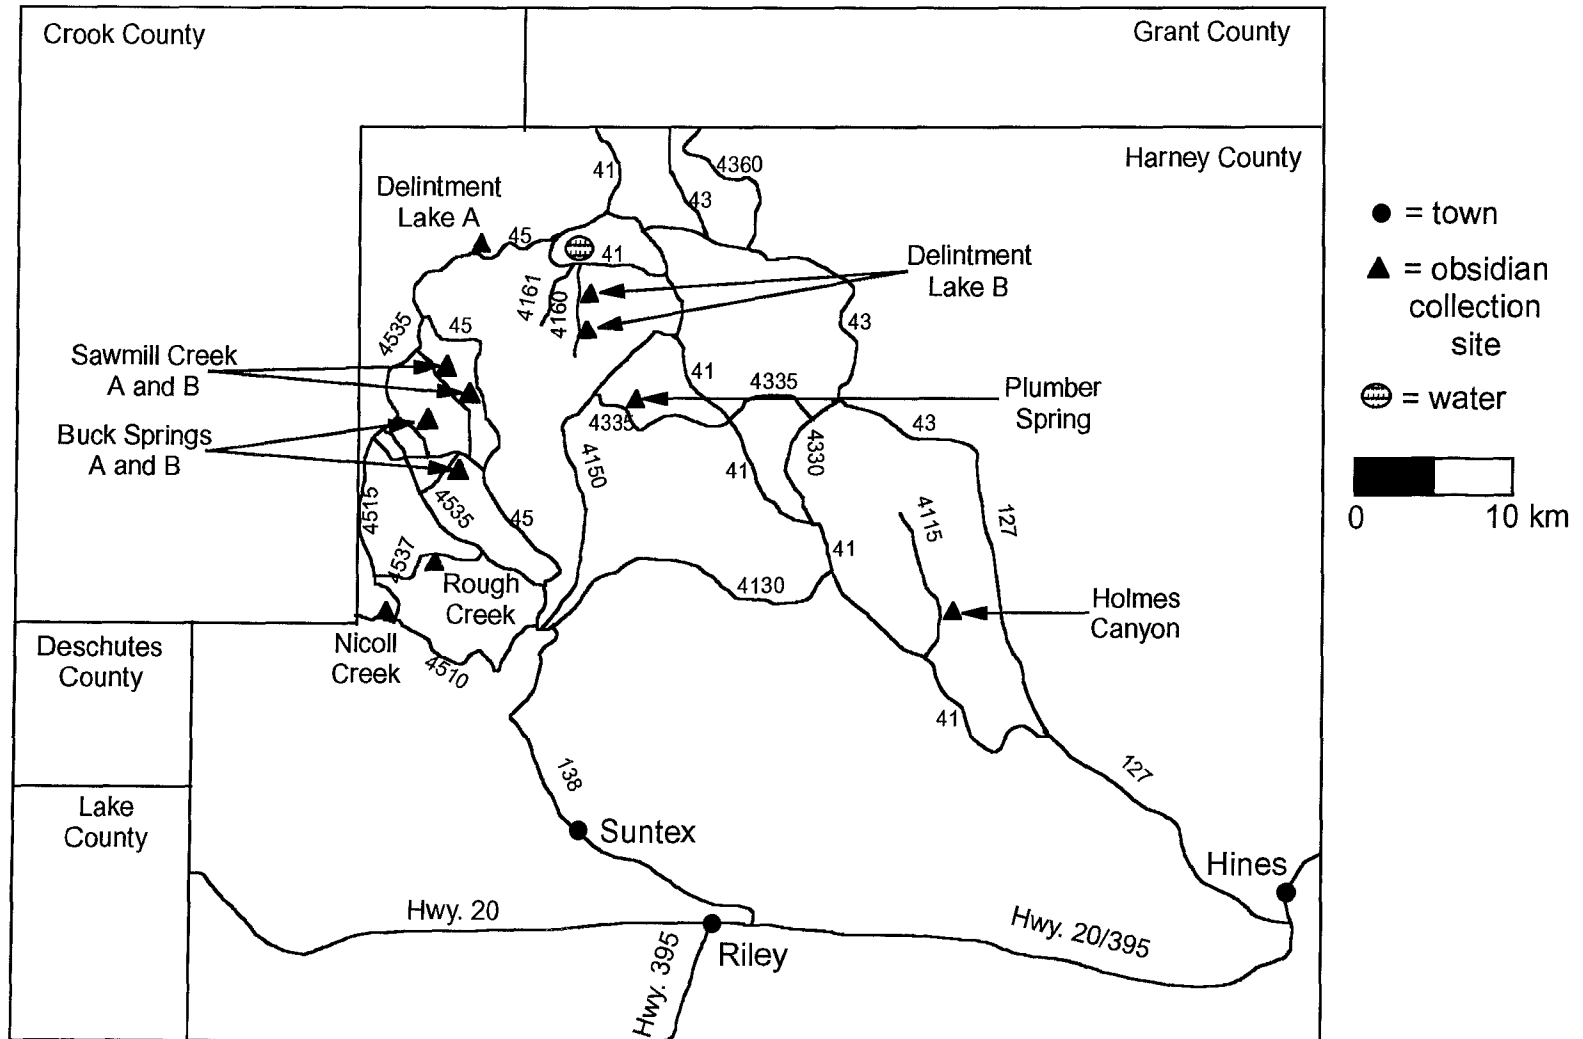 Crook County
Grant County
Harney County
Delintment
Lake A
41
43
4360
45
41
Delintment
Lake B
4161
4160
43
4535
45
Sawmill Creek
A and B
41
4335
Plumber
Spring
Buck Springs
A and B
4335
43
4150
41
4330
4515
4535
45
4115
127
4537
41
Rough
Creek
4130
Holmes
Canyon
Nicoll
Creek
4510
Deschutes
County
41
138
127
Lake
County
Suntex
Hines
Hwy. 20
Hwy. 20/395
Riley
Hwy. 395
= town
= obsidian
collection
site
= water
0
10 km